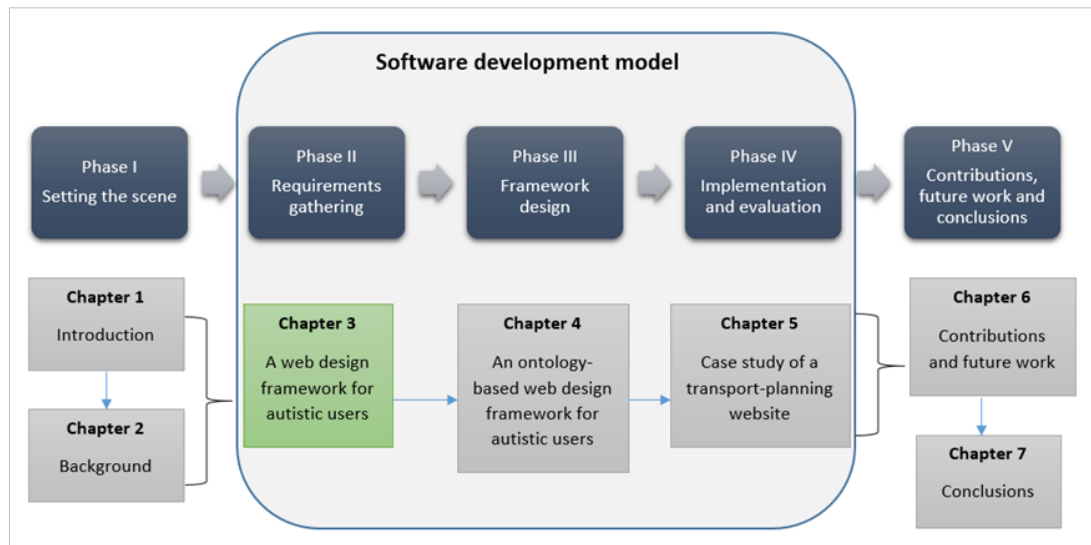 Software development model
Phase I
Setting the scene
Phase II
Requirements
gathering
Phase III
Framework
design
Phase IV
Implementation
and evaluation
Phase V
Contributions,
future work and
conclusions
Chapter 1
Introduction
Chapter 2
Background
Chapter 3
A web design
framework for
autistic users
Chapter 4
An ontology-
based web design
framework for
autistic users
Chapter 5
Case study of a
transport-planning
website
Chapter 6
Contributions
and future work
Chapter 7
Conclusions